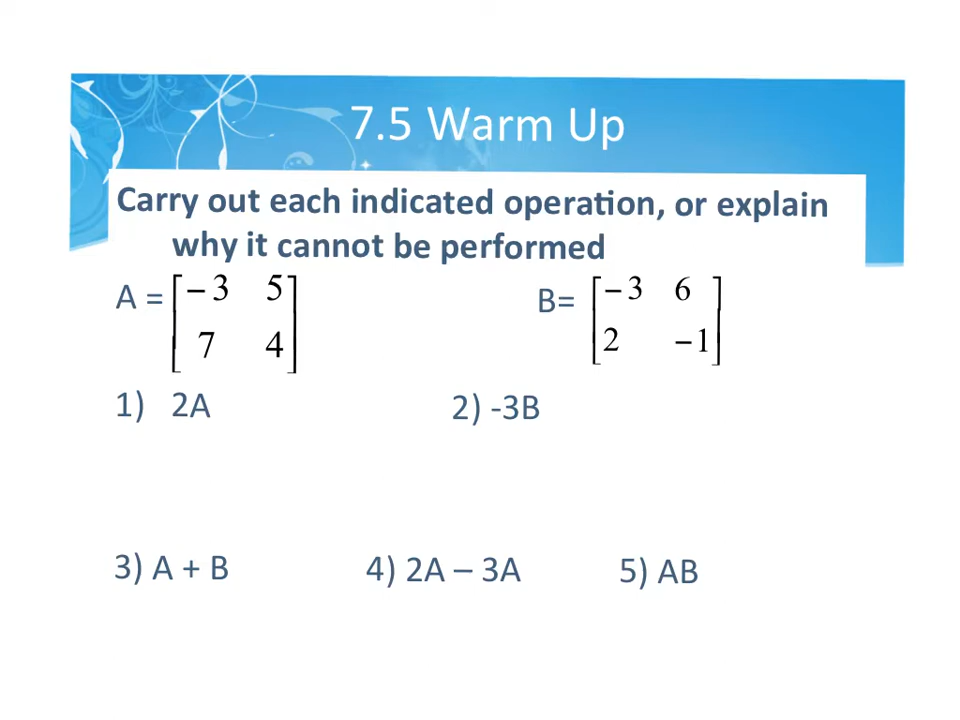 7.5 Warm Up
Carry out each indicated operation, or explain
why it cannot be performed
A = [ − 3 5 B= [ − 3 6
7 4 ] 2 − 1 ]
1) 2A 2) -3B
3) A + B 4) 2A – 3A 5) AB